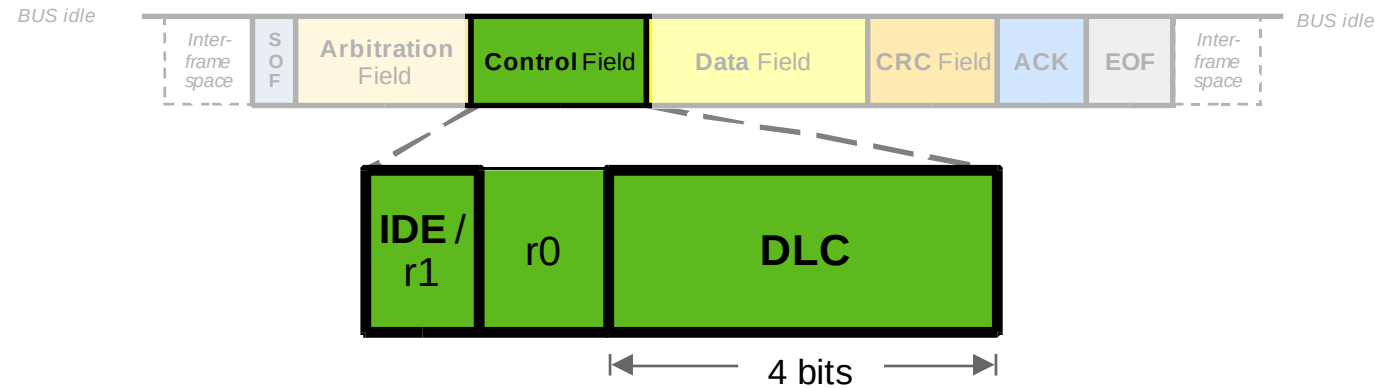 BUS idle
Inter-
frame
space
S
O
F
Arbitration
Field
Control Field
Data Field
CRC Field
ACK
EOF
Inter-
frame
space
BUS idle
IDE /
r1
r0
DLC
4 bits